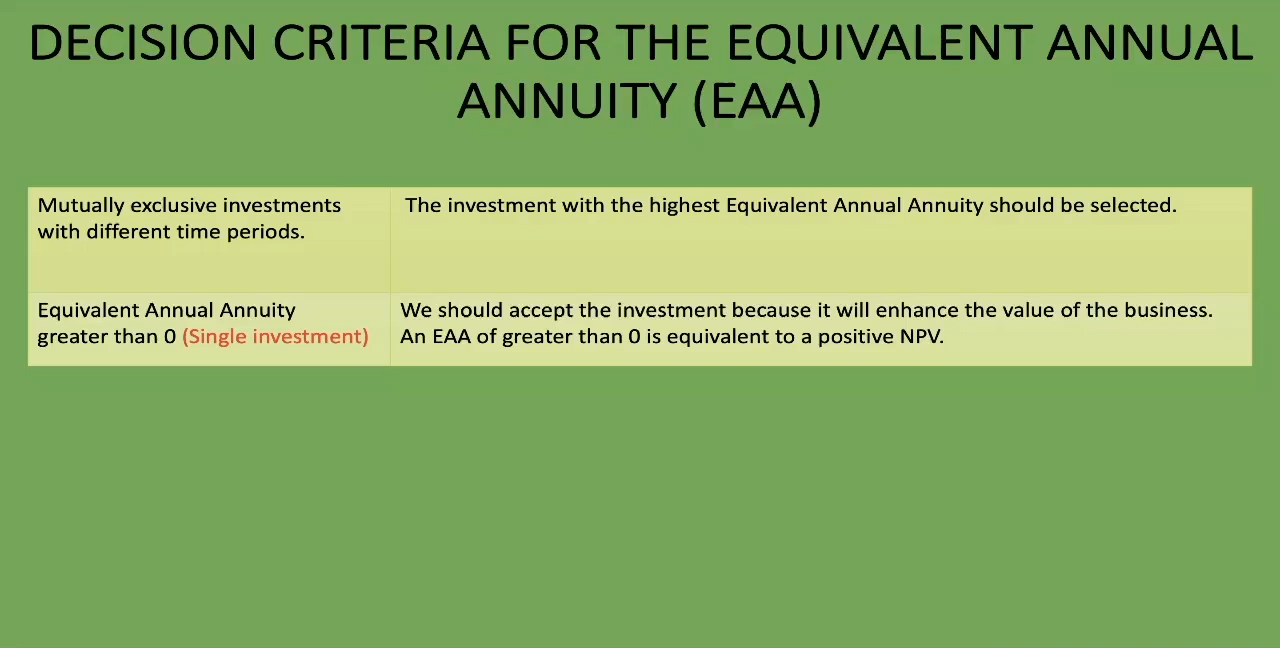 DECISION CRITERIA FOR THE EQUIVALENT ANNUAL
ANNUITY (EAA)
Mutually exclusive investments
with different time periods.
The investment with the highest Equivalent Annual Annuity should be selected.
Equivalent Annual Annuity
greater than 0 (Single investment)
We should accept the investment because it will enhance the value of the business.
An EAA of greater than 0 is equivalent to a positive NPV.